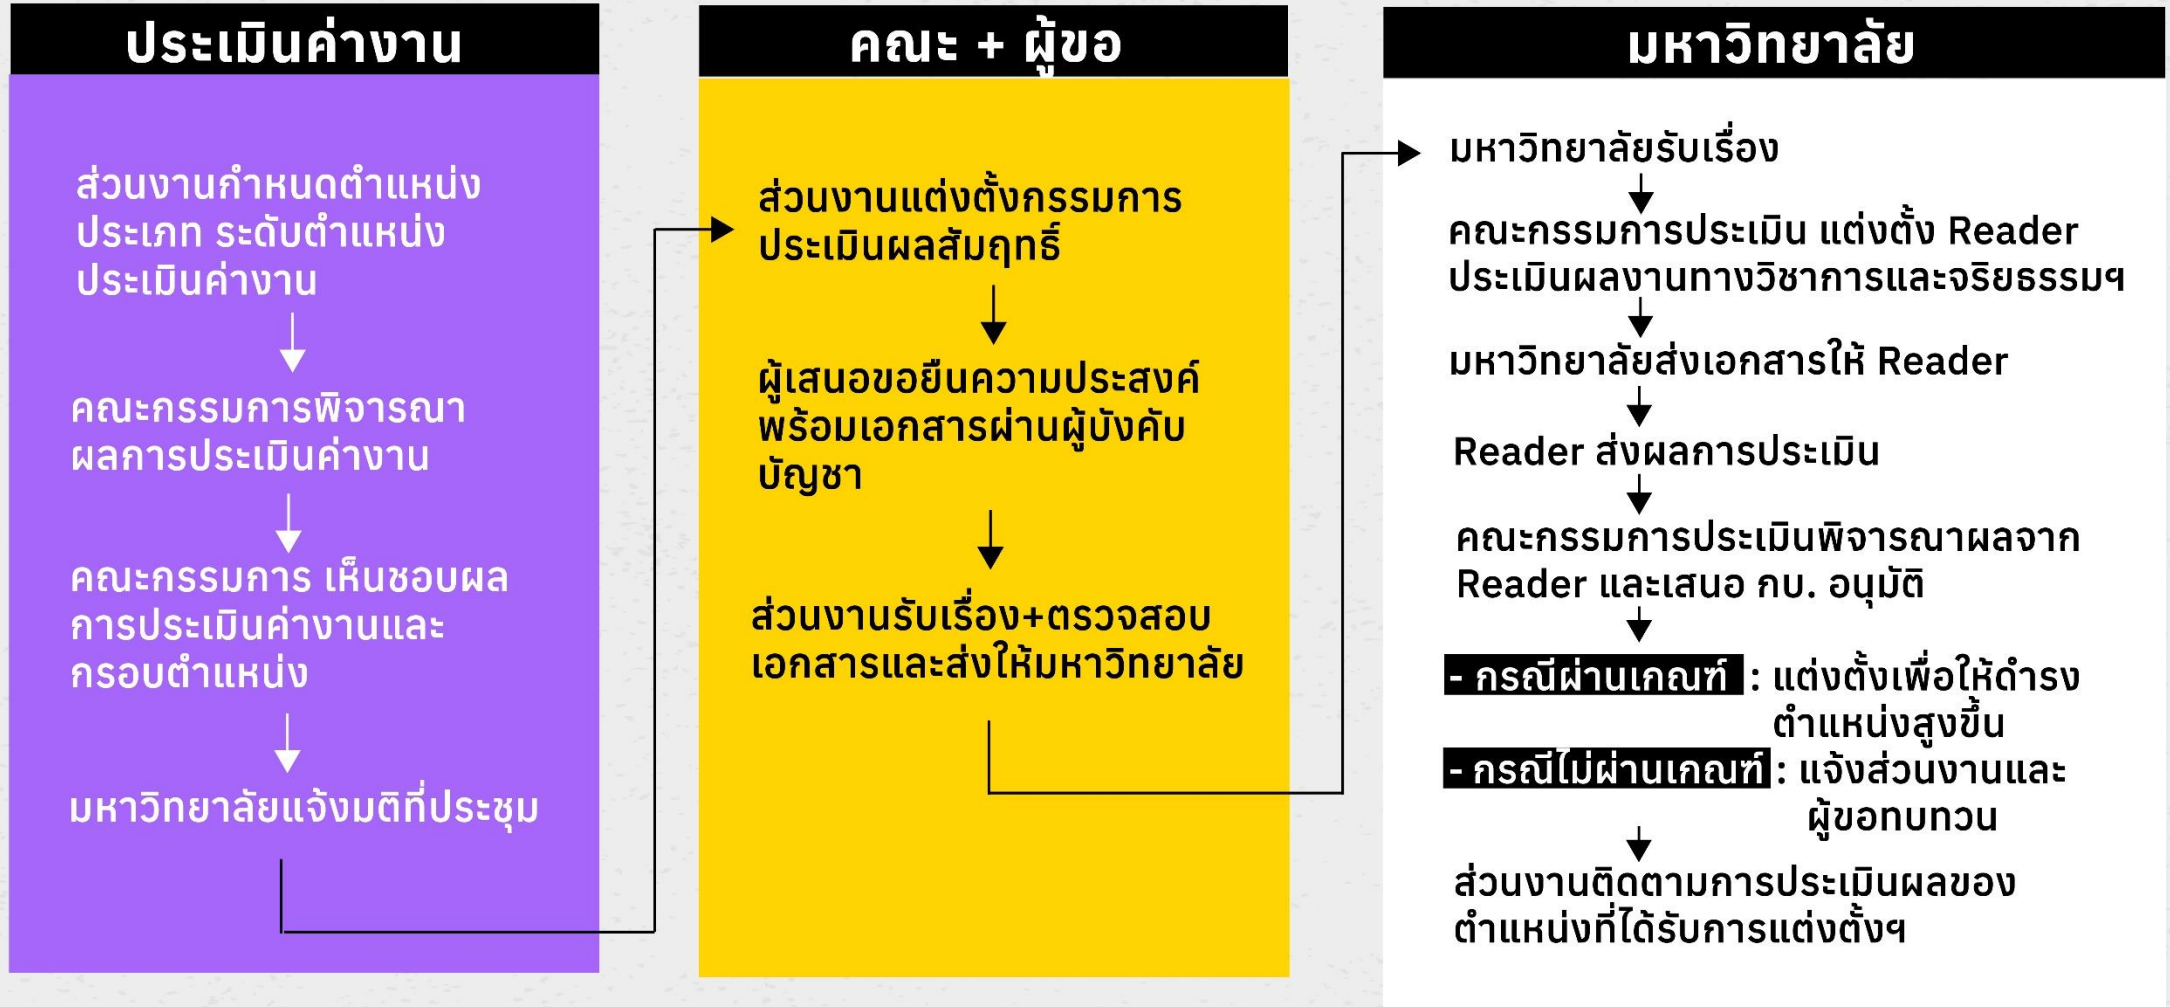 ประเมินค่างาน
ส่วนงานกำหนดตำแหน่ง
ประเภท ระดับตำแหน่ง
ประเมินค่างาน
คณะกรรมการพิจารณา
ผลการประเมินค่างาน
คณะกรรมการ เห็นชอบผล
การประเมินค่างานและ
กรอบตำแหน่ง
มหาวิทยาลัยแจ้งมติที่ประชุม
คณะ + ผู้ขอ
ส่วนงานแต่งตั้งกรรมการ
ประเมินผลสัมฤทธิ์
ผู้เสนอขอยืนความประสงค์
พร้อมเอกสารผ่านผู้บังคับ
บัญชา
ส่วนงานรับเรื่อง+ตรวจสอบ
เอกสารและส่งให้มหาวิทยาลัย
มหาวิทยาลัย
มหาวิทยาลัยรับเรื่อง
คณะกรรมการประเมิน แต่งตั้ง Reader
ประเมินผลงานทางวิชาการและจริยธรรมฯ
มหาวิทยาลัยส่งเอกสารให้ Reader
Reader ส่งผลการประเมิน
คณะกรรมการประเมินพิจารณาผลจาก
Reader และเสนอ กบ. อนุมัติ
- กรณีผ่านเกณฑ์ : แต่งตั้งเพื่อให้ดำรง
ตำแหน่งสูงขึ้น
- กรณีไม่ผ่านเกณฑ์ : แจ้งส่วนงานและ
ผู้ขอทบทวน
ส่วนงานติดตามการประเมินผลของ
ตำแหน่งที่ได้รับการแต่งตั้งฯ